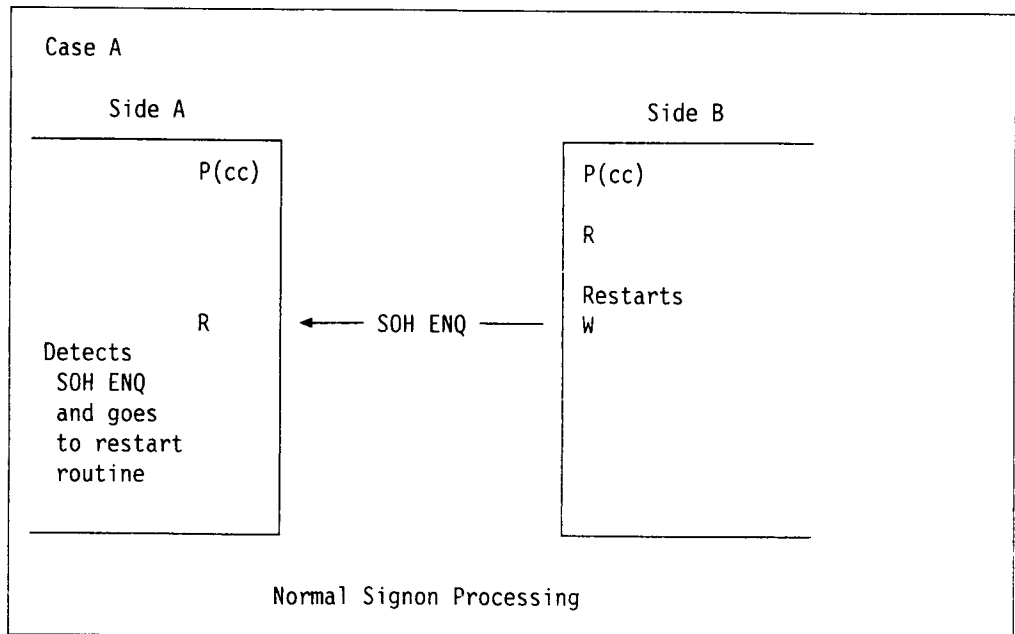 Case A
Side A
Side B
P(cc)
P(cc)
R
Restarts
R
SOH ENQ
W
Detects
SOH ENQ
and goes
to restart
routine
Normal Signon Processing